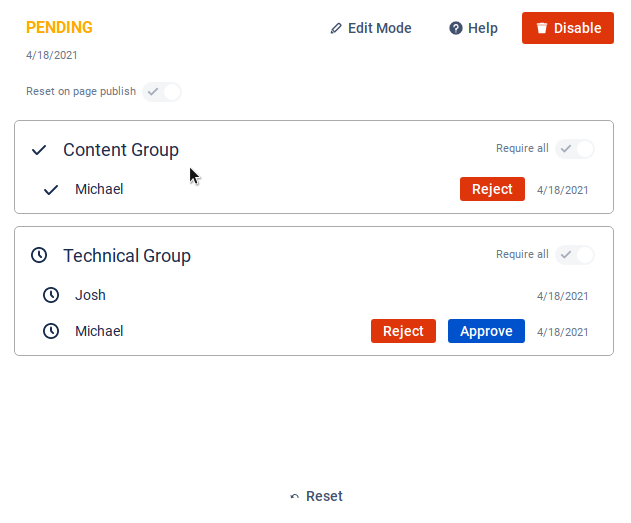 PENDING
Edit Mode
Help
Disable
4/18/2021
Reset on page publish
Content Group
Require all
Michael
Reject
4/18/2021
Technical Group
Require all
Josh
4/18/2021
Michael
Reject
Approve
4/18/2021
Reset